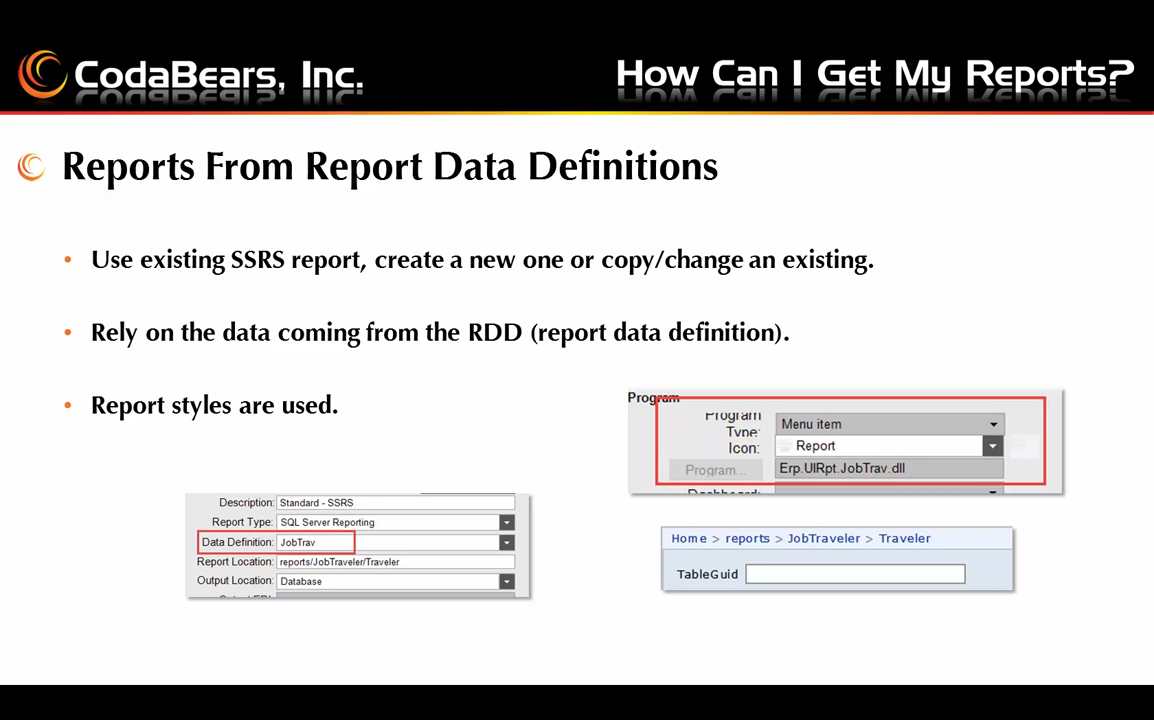 CodaBears, Inc.
How Can I Get My Reports?
Reports From Report Data Definitions
• Use existing SSRS report, create a new one or copy/change an existing.
• Rely on the data coming from the RDD (report data definition).
• Report styles are used.
Program
Program Type: Menu item
Icon: Report
Program... Erp.UIRpt.JobTrav.dll
Dashboard:
Description: Standard - SSRS
Report Type: SQL Server Reporting
Data Definition: JobTrav
Report Location: reports/JobTraveler/Traveler
Output Location: Database
Home > reports > JobTraveler > Traveler
TableGuid